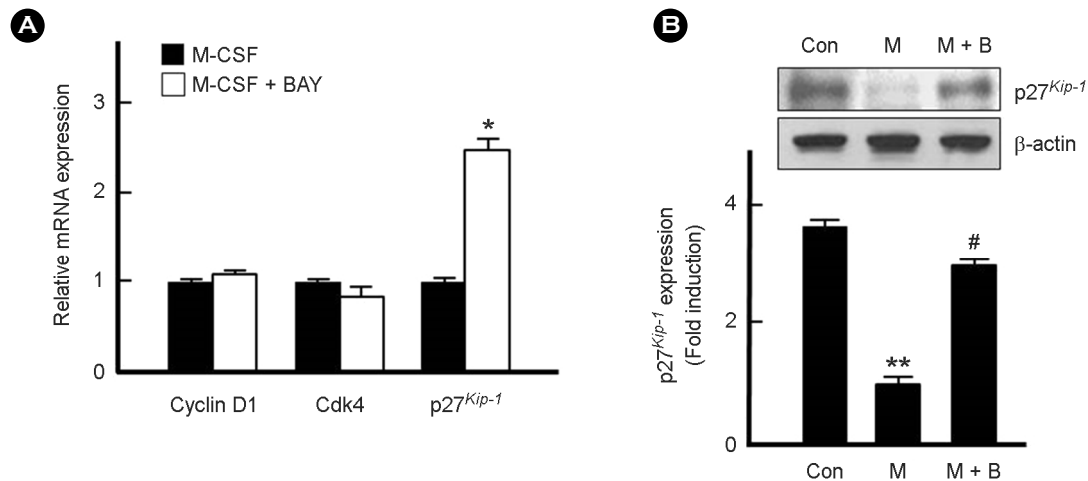 A
M-CSF
M-CSF + BAY
Relative mRNA expression
3
2
1
0
*
Cyclin D1 Cdk4 p27Kip-1
B
Con M M + B
p27Kip-1
β-actin
p27Kip-1 expression
(Fold induction)
4
2
0
**
#
Con M M + B